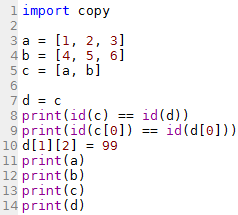 1 import copy
2
3 a = [1, 2, 3]
4 b = [4, 5, 6]
5 c = [a, b]
6
7 d = c
8 print(id(c) == id(d))
9 print(id(c[0]) == id(d[0]))
10 d[1][2] = 99
11 print(a)
12 print(b)
13 print(c)
14 print(d)